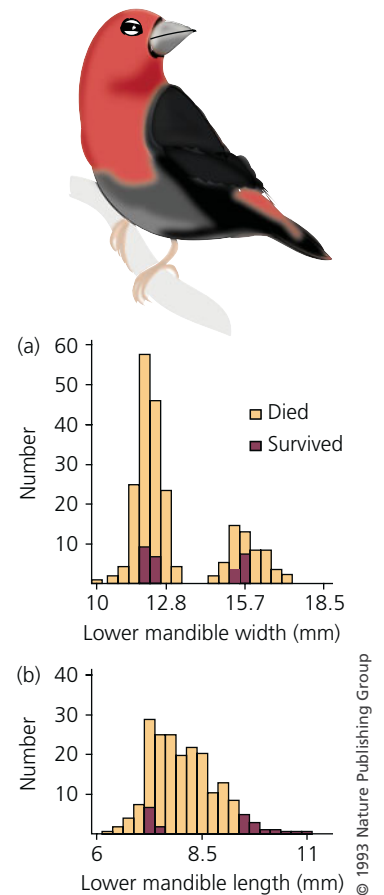 (a)
60
50
40
30
20
10
Number
Died
Survived
10 12.8 15.7 18.5
Lower mandible width (mm)
(b)
40
30
20
10
Number
6 8.5 11
Lower mandible length (mm)
© 1993 Nature Publishing Group